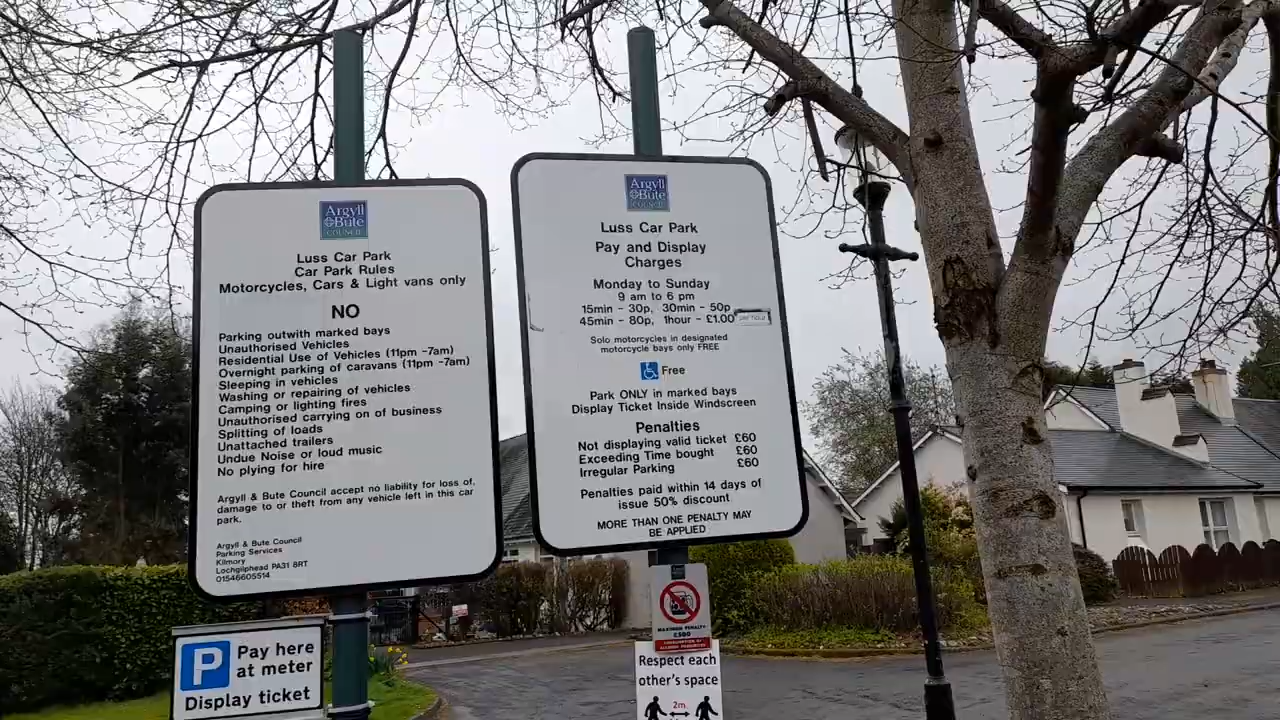 Argyll
& Bute
COUNCIL
Luss Car Park
Car Park Rules
Motorcycles, Cars & Light vans only
NO
Parking outwith marked bays
Unauthorised Vehicles
Residential Use of Vehicles (11pm -7am)
Overnight parking of caravans (11pm -7am)
Sleeping in vehicles
Washing or repairing of vehicles
Camping or lighting fires
Unauthorised carrying on of business
Splitting of loads
Unattached trailers
Undue Noise or loud music
No plying for hire
Argyll & Bute Council accept no liability for loss of,
damage to or theft from any vehicle left in this car
park.
Argyll & Bute Council
Parking Services
Kilmory
Lochgilphead PA31 8RT
01546605514
P Pay here
at meter
Display ticket
Argyll
& Bute
COUNCIL
Luss Car Park
Pay and Display
Charges
Monday to Sunday
9 am to 6 pm
15min - 30p, 30min - 50p
45min - 80p, 1hour - £1.00
Solo motorcycles in designated
motorcycle bays only FREE
Free
Park ONLY in marked bays
Display Ticket Inside Windscreen
Penalties
Not displaying valid ticket £60
Exceeding Time bought £60
Irregular Parking £60
Penalties paid within 14 days of
issue 50% discount
MORE THAN ONE PENALTY MAY
BE APPLIED
MAXIMUM PENALTY
£500
CONSUMPTION OF
ALCOHOL PROHIBITED
Respect each
other's space
2m